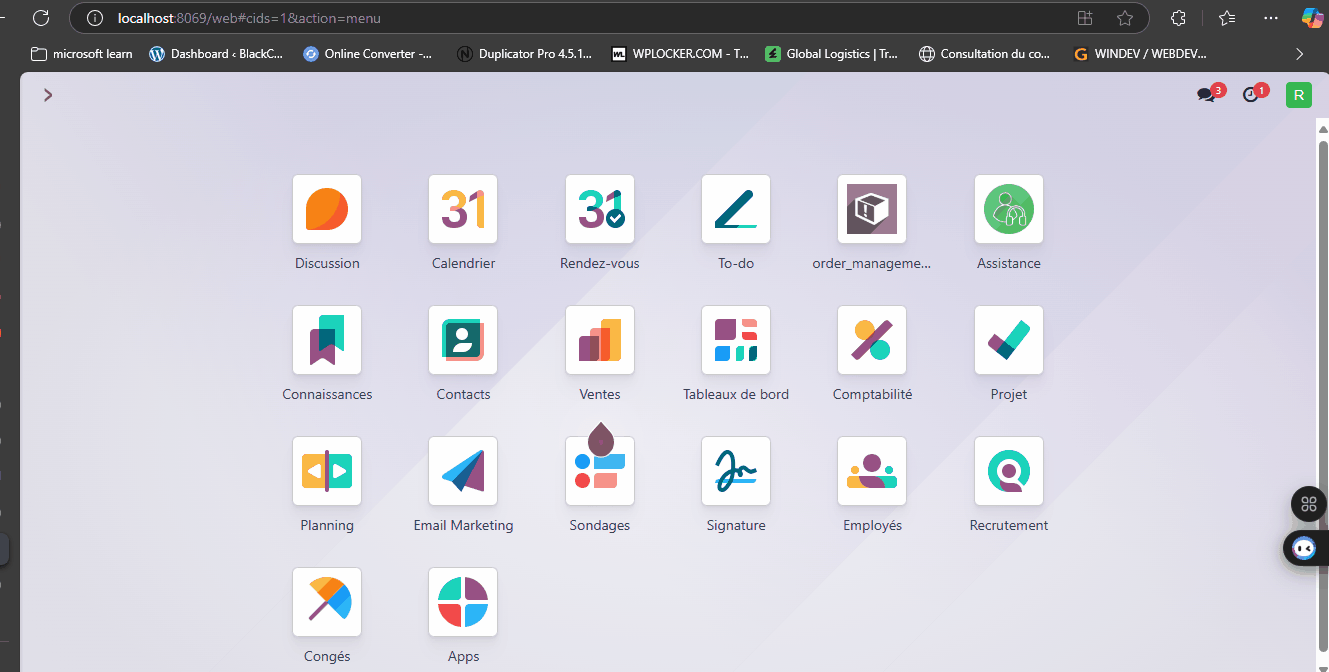 localhost:8069/web#cids=1&action=menu
microsoft learn
Dashboard ‹ BlackC...
Online Converter -...
Duplicator Pro 4.5.1...
WPLOCKER.COM - T...
Global Logistics | Tr...
Consultation du co...
WINDEV / WEBDEV...
3
1
R
31
31
Discussion
Calendrier
Rendez-vous
To-do
order_manageme...
Assistance
Connaissances
Contacts
Ventes
Tableaux de bord
Comptabilité
Projet
Planning
Email Marketing
Sondages
Signature
Employés
Recrutement
Congés
Apps